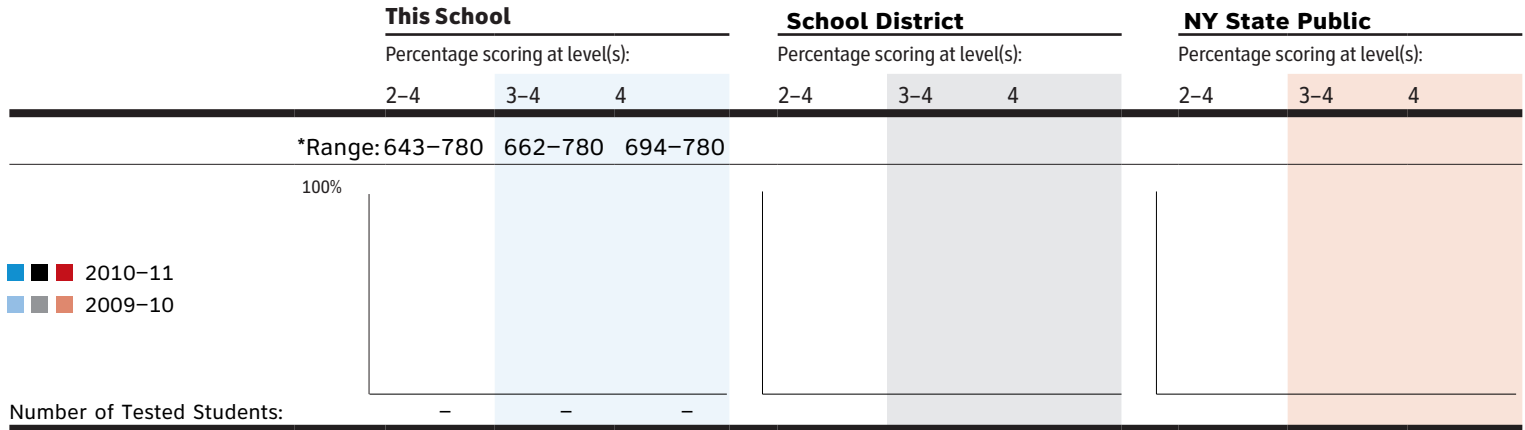 This School School District NY State Public
Percentage scoring at level(s): Percentage scoring at level(s): Percentage scoring at level(s):
2–4 3–4 4 2–4 3–4 4 2–4 3–4 4
*Range: 643–780 662–780 694–780
100%
2010–11
2009–10
Number of Tested Students: – – –